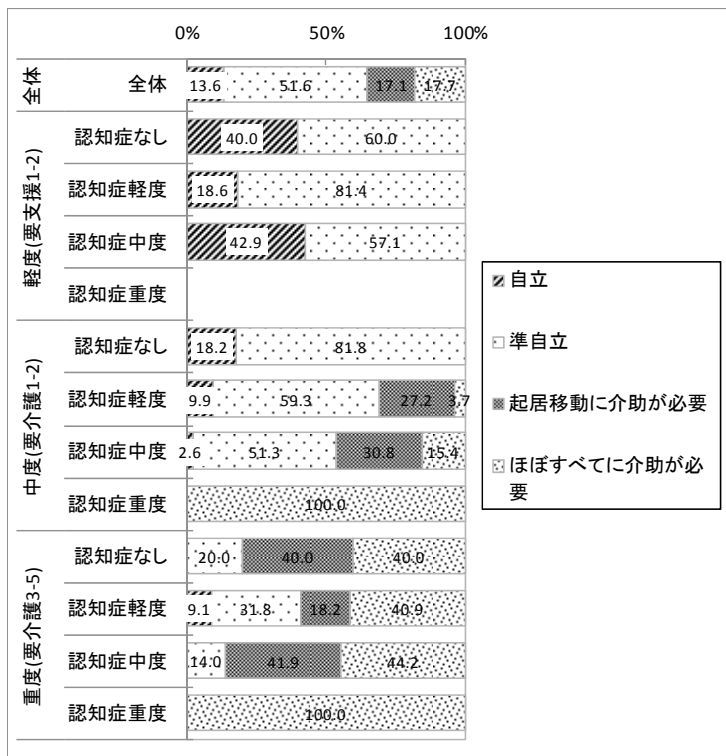 0% 50% 100%
全体 全体 13.6 51.6 17.1 17.7
軽度(要支援1-2)
認知症なし 40.0 60.0
認知症軽度 18.6 81.4
認知症中度 42.9 57.1
認知症重度
中度(要介護1-2)
認知症なし 18.2 81.8
認知症軽度 9.9 59.3 27.2 3.7
認知症中度 2.6 51.3 30.8 15.4
認知症重度 100.0
重度(要介護3-5)
認知症なし 20.0 40.0 40.0
認知症軽度 9.1 31.8 18.2 40.9
認知症中度 14.0 41.9 44.2
認知症重度 100.0
自立
準自立
起居移動に介助が必要
ほぼすべてに介助が必
要